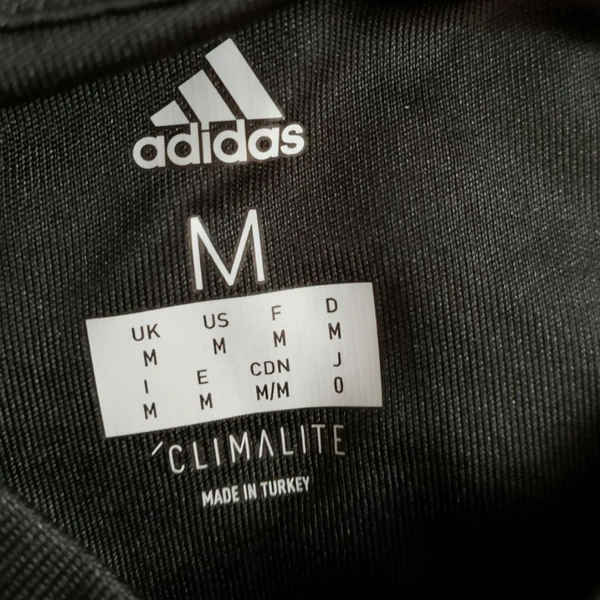 adidas
M
UK US F D
M M M M
I E CDN J
M M M/M O
CLIMALITE
MADE IN TURKEY